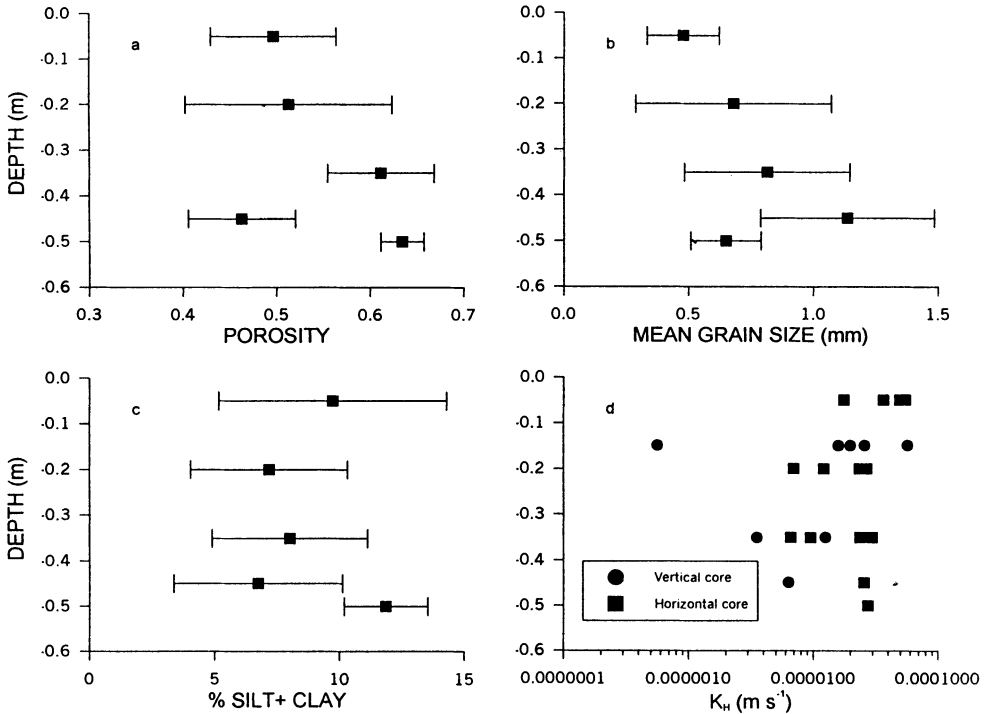 a
0.0
-0.1
-0.2
-0.3
-0.4
-0.5
-0.6
DEPTH (m)
0.3 0.4 0.5 0.6 0.7
POROSITY
b
0.0
-0.1
-0.2
-0.3
-0.4
-0.5
-0.6
0.0 0.5 1.0 1.5
MEAN GRAIN SIZE (mm)
c
0.0
-0.1
-0.2
-0.3
-0.4
-0.5
-0.6
DEPTH (m)
0 5 10 15
% SILT+ CLAY
d
0.0
-0.1
-0.2
-0.3
-0.4
-0.5
-0.6
Vertical core
Horizontal core
0.00000001 0.0000010 0.0000100 0.0001000
K_H (m s⁻¹)